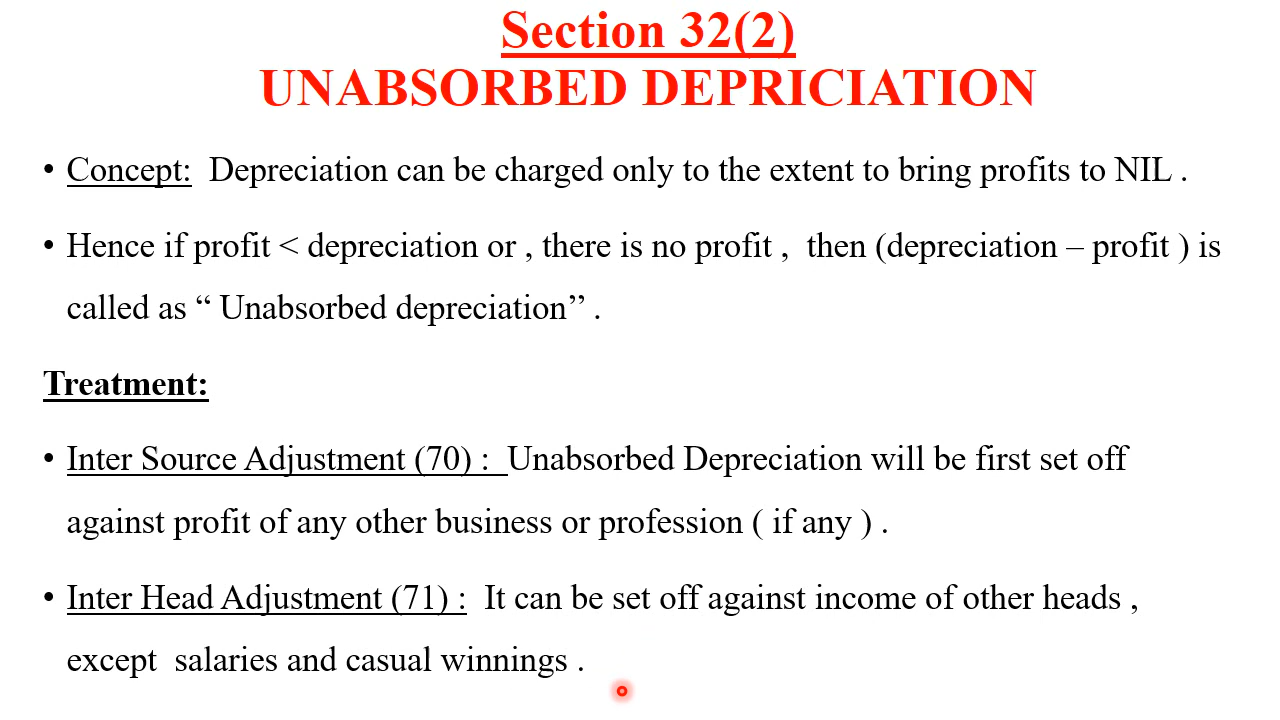 Section 32(2)
UNABSORBED DEPRICIATION
• Concept:  Depreciation can be charged only to the extent to bring profits to NIL .
• Hence if profit < depreciation or , there is no profit ,  then (depreciation – profit ) is
called as “ Unabsorbed depreciation” .
Treatment:
• Inter Source Adjustment (70) :  Unabsorbed Depreciation will be first set off
against profit of any other business or profession ( if any ) .
• Inter Head Adjustment (71) :  It can be set off against income of other heads ,
except  salaries and casual winnings .